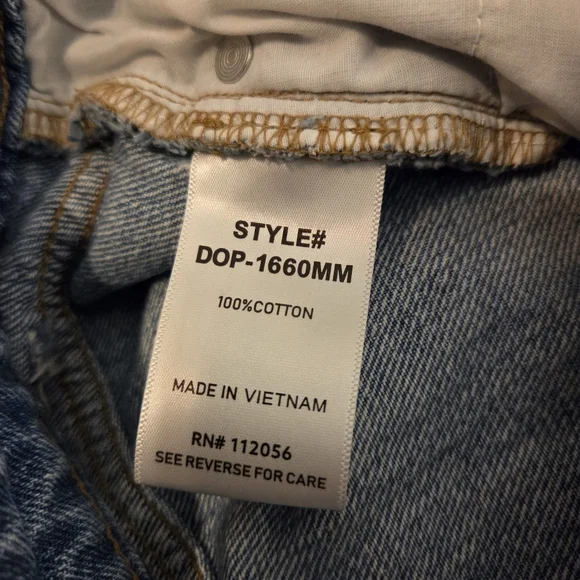 STYLE#
DOP-1660MM
100%COTTON
MADE IN VIETNAM
RN# 112056
SEE REVERSE FOR CARE